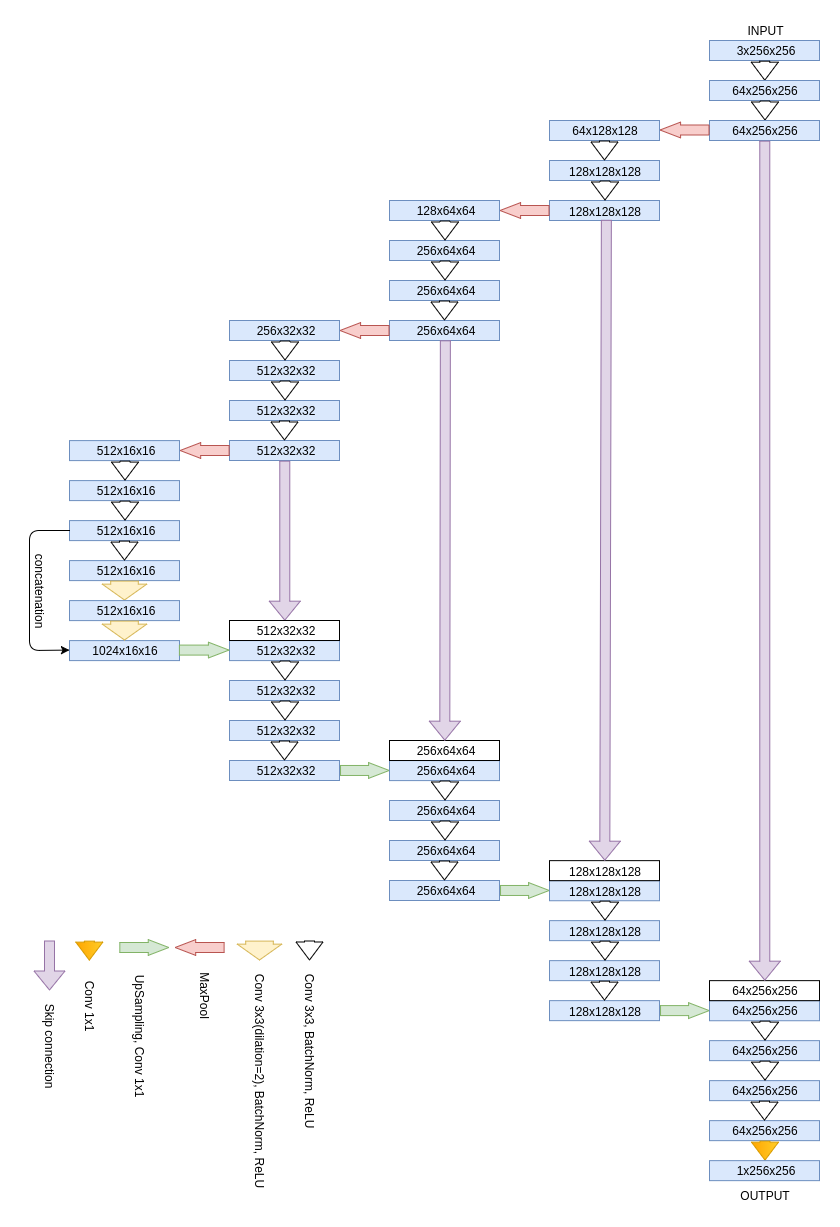 INPUT
3x256x256
64x256x256
64x128x128
64x256x256
128x128x128
128x64x64
128x128x128
256x64x64
256x64x64
256x32x32
256x64x64
512x32x32
512x32x32
512x16x16
512x32x32
512x16x16
512x16x16
512x16x16
concatenation
512x16x16
1024x16x16
512x32x32
512x32x32
512x32x32
512x32x32
512x32x32
256x64x64
256x64x64
256x64x64
256x64x64
256x64x64
128x128x128
128x128x128
128x128x128
128x128x128
128x128x128
64x256x256
64x256x256
64x256x256
64x256x256
64x256x256
1x256x256
OUTPUT
Skip connection
Conv 1x1
UpSampling, Conv 1x1
MaxPool
Conv 3x3(dilation=2), BatchNorm, ReLU
Conv 3x3, BatchNorm, ReLU